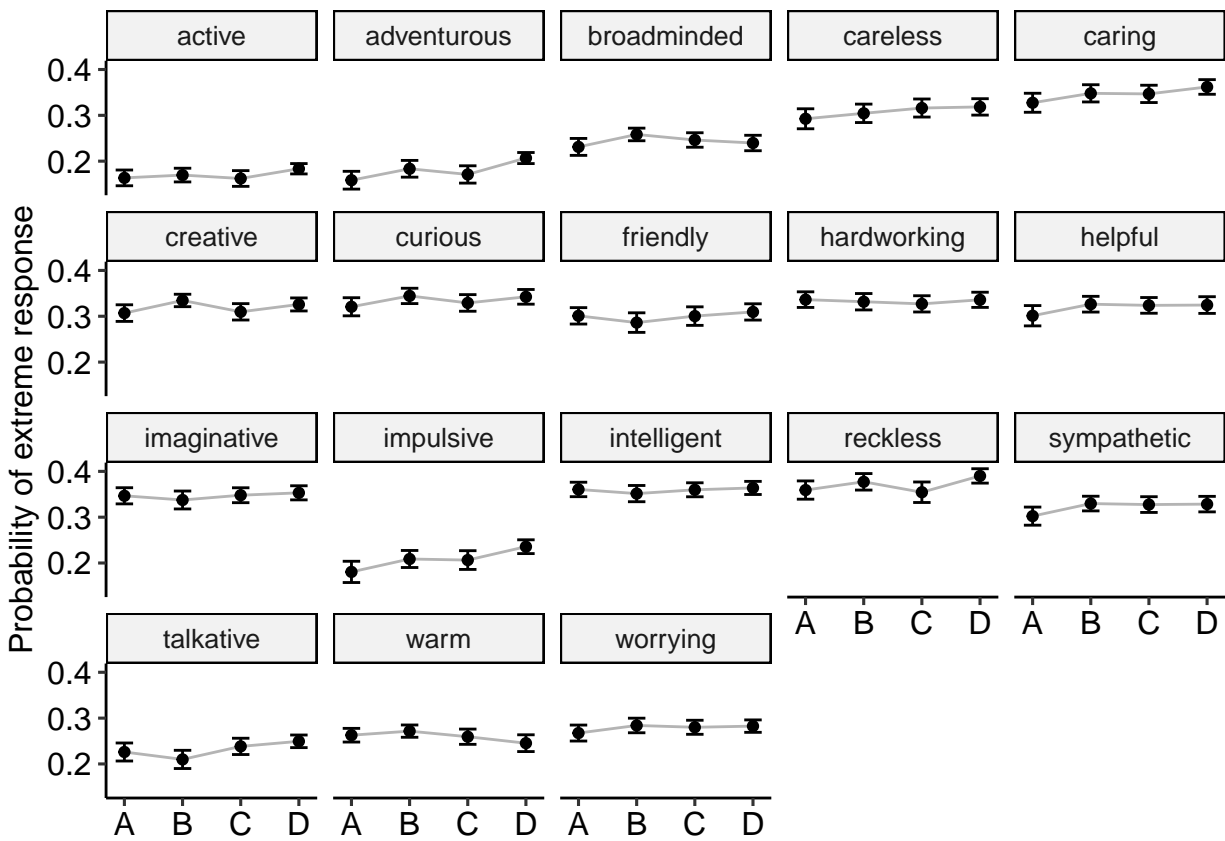 active adventurous broadminded careless caring
0.4
0.3
0.2
creative curious friendly hardworking helpful
0.4
0.3
0.2
imaginative impulsive intelligent reckless sympathetic
0.4
0.3
0.2
A B C D A B C D
talkative warm worrying
0.4
0.3
0.2
A B C D A B C D A B C D
Probability of extreme response